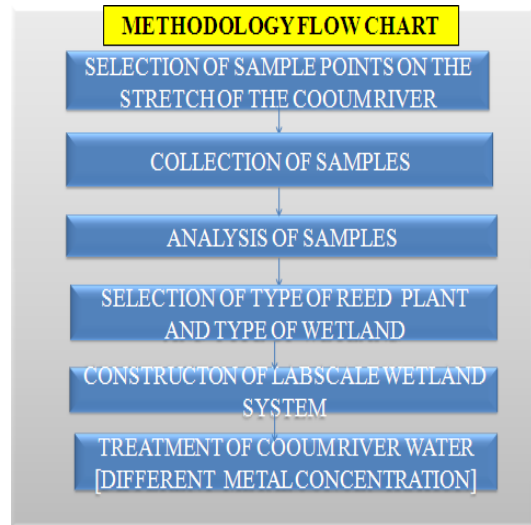 METHODOLOGY FLOW CHART
SELECTION OF SAMPLE POINTS ON THE
STRETCH OF THE COOUM RIVER
COLLECTION OF SAMPLES
ANALYSIS OF SAMPLES
SELECTION OF TYPE OF REED PLANT
AND TYPE OF WETLAND
CONSTRUCTON OF LABSCALE WETLAND
SYSTEM
TREATMENT OF COOUM RIVER WATER
[DIFFERENT METAL CONCENTRATION]